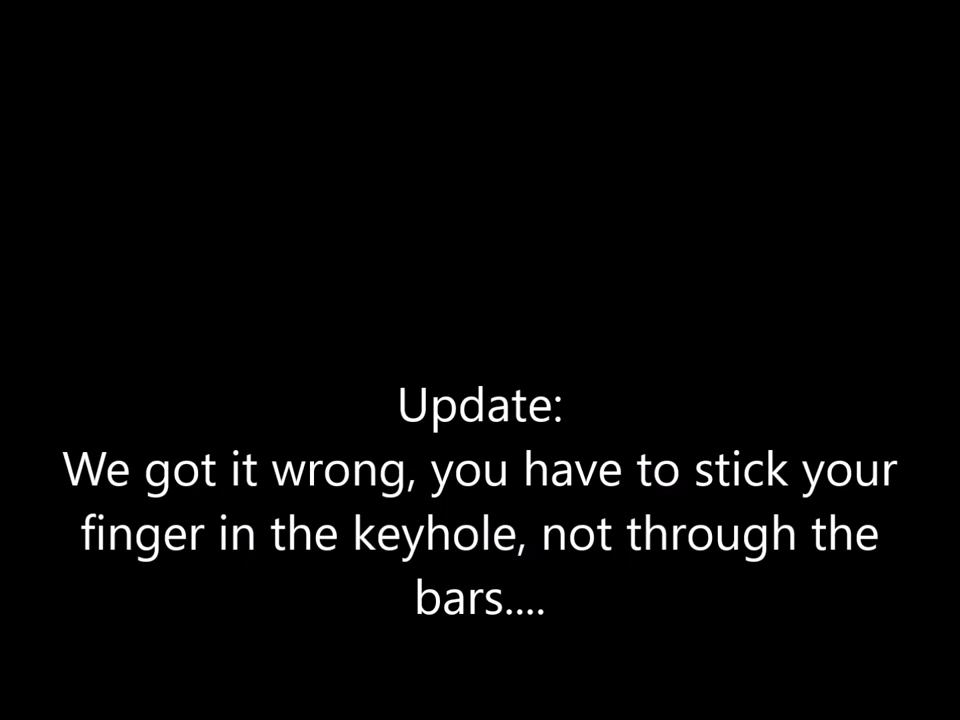 Update:
We got it wrong, you have to stick your
finger in the keyhole, not through the
bars....